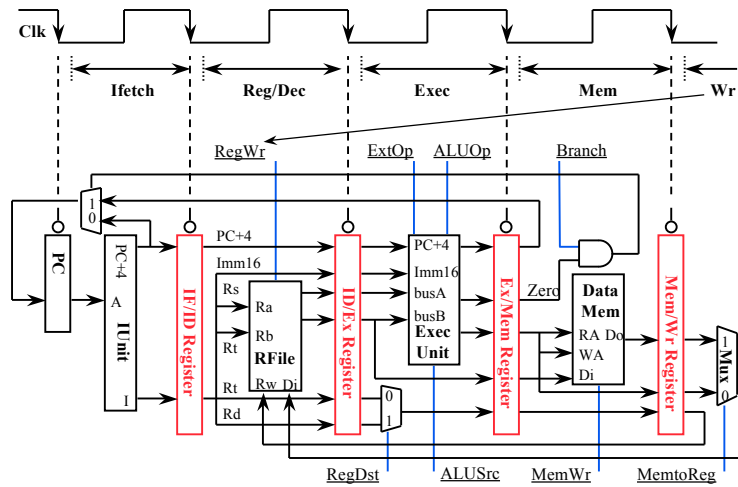 Clk
Ifetch
Reg/Dec
Exec
Mem
Wr
RegWr
ExtOp
ALUOp
Branch
1
0
PC
PC+4
A
IUnit
I
IF/ID Register
PC+4
Imm16
Rs
Rt
Ra
Rb
RFile
Rw Di
Rt
Rd
ID/Ex Register
0
1
PC+4
Imm16
busA
busB
Exec
Unit
Ex/Mem Register
Zero
Data
Mem
RA Do
WA
Di
Mem/Wr Register
1
Mux
0
RegDst
ALUSrc
MemWr
MemtoReg